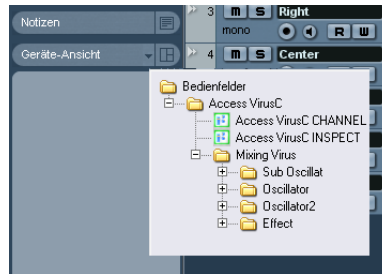 Notizen
3 m S Right
mono R W
Geräte-Ansicht
4 m S Center
Bedienfelder
Access VirusC
Access VirusC CHANNEL
Access VirusC INSPECT
Mixing Virus
Sub Oscillat
Oscillator
Oscillator2
Effect